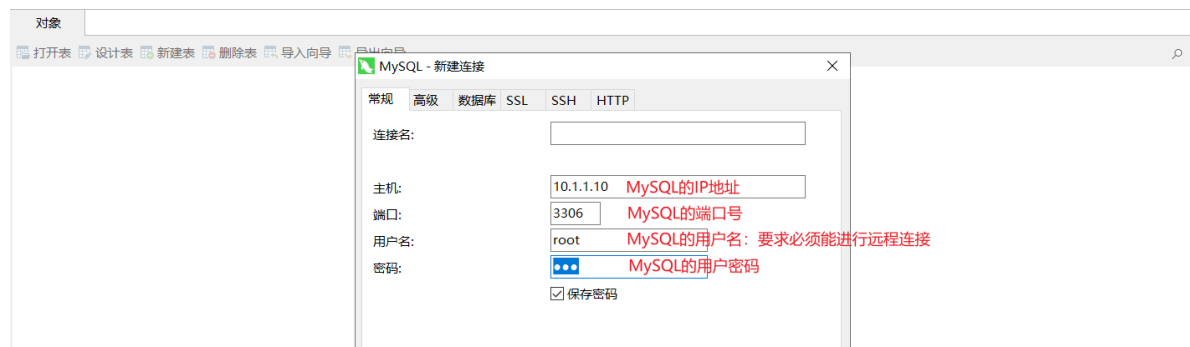 对象
打开表 设计表 新建表 删除表 导入向导 导出向导
MySQL - 新建连接
常规 高级 数据库 SSL SSH HTTP
连接名:
主机: 10.1.1.10 MySQL的IP地址
端口: 3306 MySQL的端口号
用户名: root MySQL的用户名：要求必须能进行远程连接
密码: ●●● MySQL的用户密码
保存密码